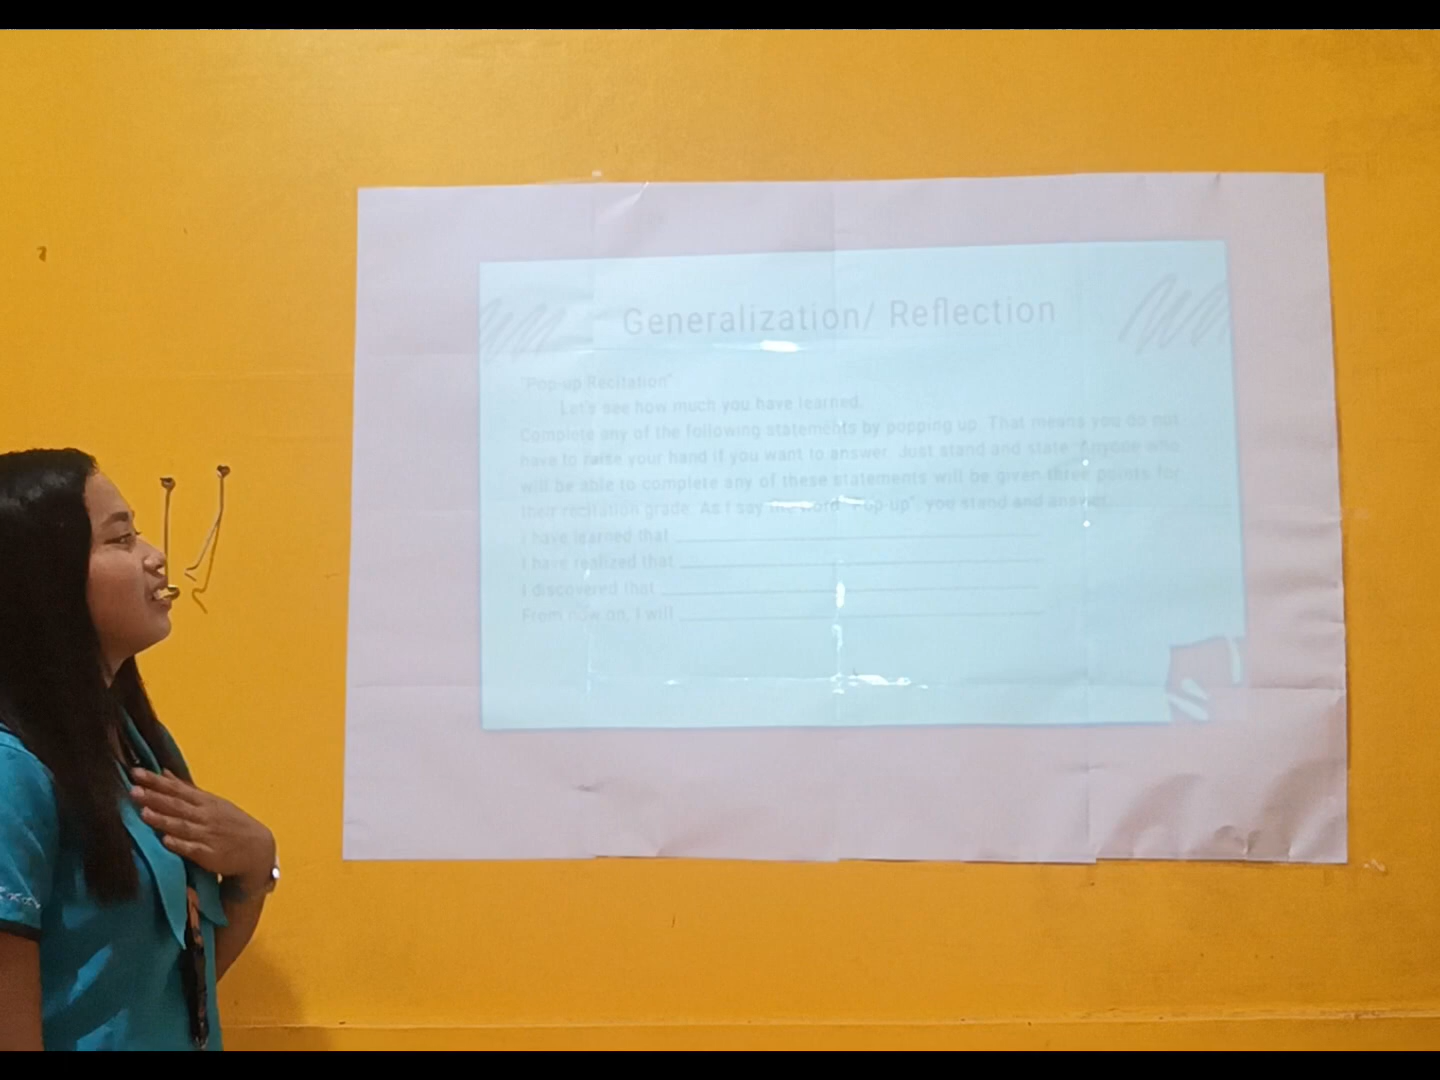 Generalization/ Reflection
"Pop-up Recitation"
Let's see how much you have learned.
Complete any of the following statements by popping up. That means you do not
have to raise your hand if you want to answer. Just stand and state. Anyone who
will be able to complete any of these statements will be given three points for
their recitation grade. As I say the word "Pop-up", you stand and answer.
I have learned that
I have realized that
I discovered that
From now on, I will